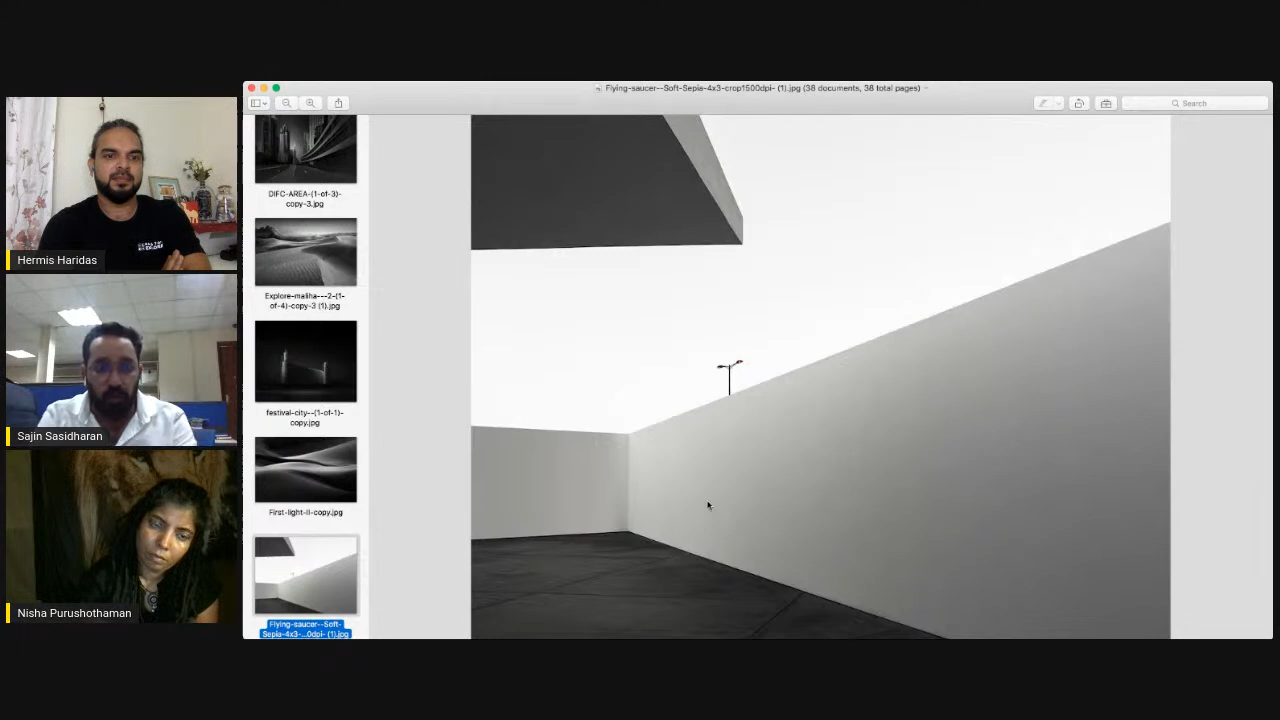 Flying-saucer--Soft-Sepia-4x3-crop1500dpi- (1).jpg (38 documents, 38 total pages)
Search
DIFC-AREA-(1-of-3)-
copy-3.jpg
Explore-maliha---2-(1-
of-4)-copy-3 (1).jpg
festival-city--(1-of-1)-
copy.jpg
First-light-II-copy.jpg
Flying-saucer--Soft-
Sepia-4x3-...0dpi- (1).jpg
Hermis Haridas
Sajin Sasidharan
Nisha Purushothaman